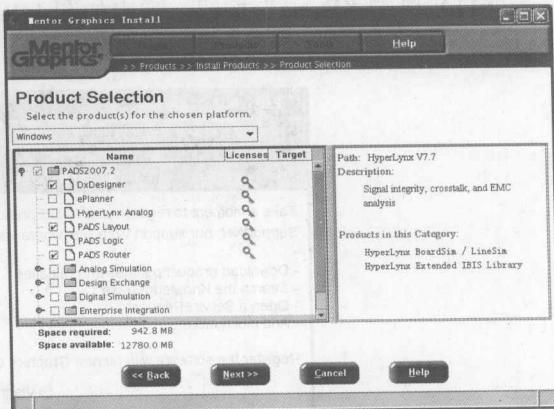 Mentor Graphics Install
Mentor
Graphics
Help
>> Products >> Install Products >> Product Selection
Product Selection
Select the product(s) for the chosen platform.
Windows
Name Licenses Target
PADS2007.2
DxDesigner
ePlanner
HyperLynx Analog
PADS Layout
PADS Logic
PADS Router
Analog Simulation
Design Exchange
Digital Simulation
Enterprise Integration
Path: HyperLynx V7.7
Description:
Signal integrity, crosstalk, and EMC
analysis
Products in this Category:
HyperLynx BoardSim / LineSim
HyperLynx Extended IBIS Library
Space required: 942.8 MB
Space available: 12780.0 MB
<< Back
Next >>
Cancel
Help